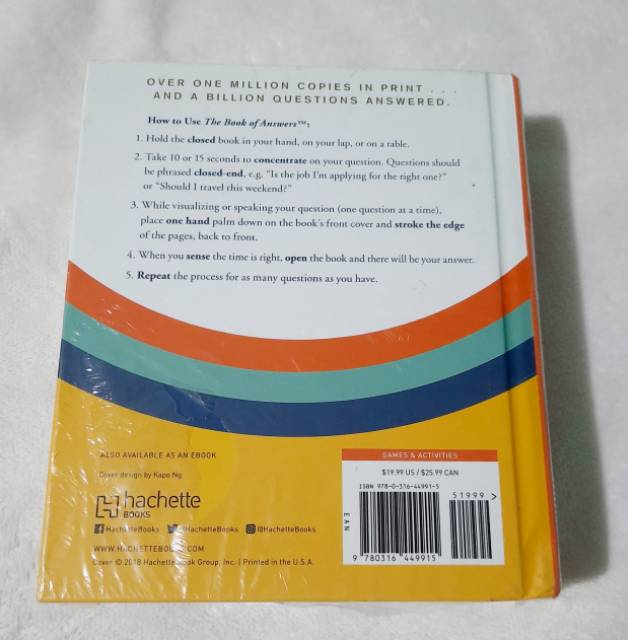 OVER ONE MILLION COPIES IN PRINT . . .
AND A BILLION QUESTIONS ANSWERED.
How to Use The Book of Answers™:
1. Hold the closed book in your hand, on your lap, or on a table.
2. Take 10 or 15 seconds to concentrate on your question. Questions should
be phrased closed-end, e.g. "Is the job I'm applying for the right one?"
or "Should I travel this weekend?"
3. While visualizing or speaking your question (one question at a time),
place one hand palm down on the book's front cover and stroke the edge
of the pages, back to front.
4. When you sense the time is right, open the book and there will be your answer.
5. Repeat the process for as many questions as you have.
ALSO AVAILABLE AS AN EBOOK
Cover design by Kapo Ng
hachette
BOOKS
HachetteBooks @HachetteBooks @HachetteBooks
WWW.HACHETTEBOOKS.COM
Cover © 2018 Hachette Book Group, Inc. | Printed in the U.S.A.
GAMES & ACTIVITIES
$19.99 US / $25.99 CAN
ISBN 978-0-316-44991-5
51999 >
EAN
9 780316 449915